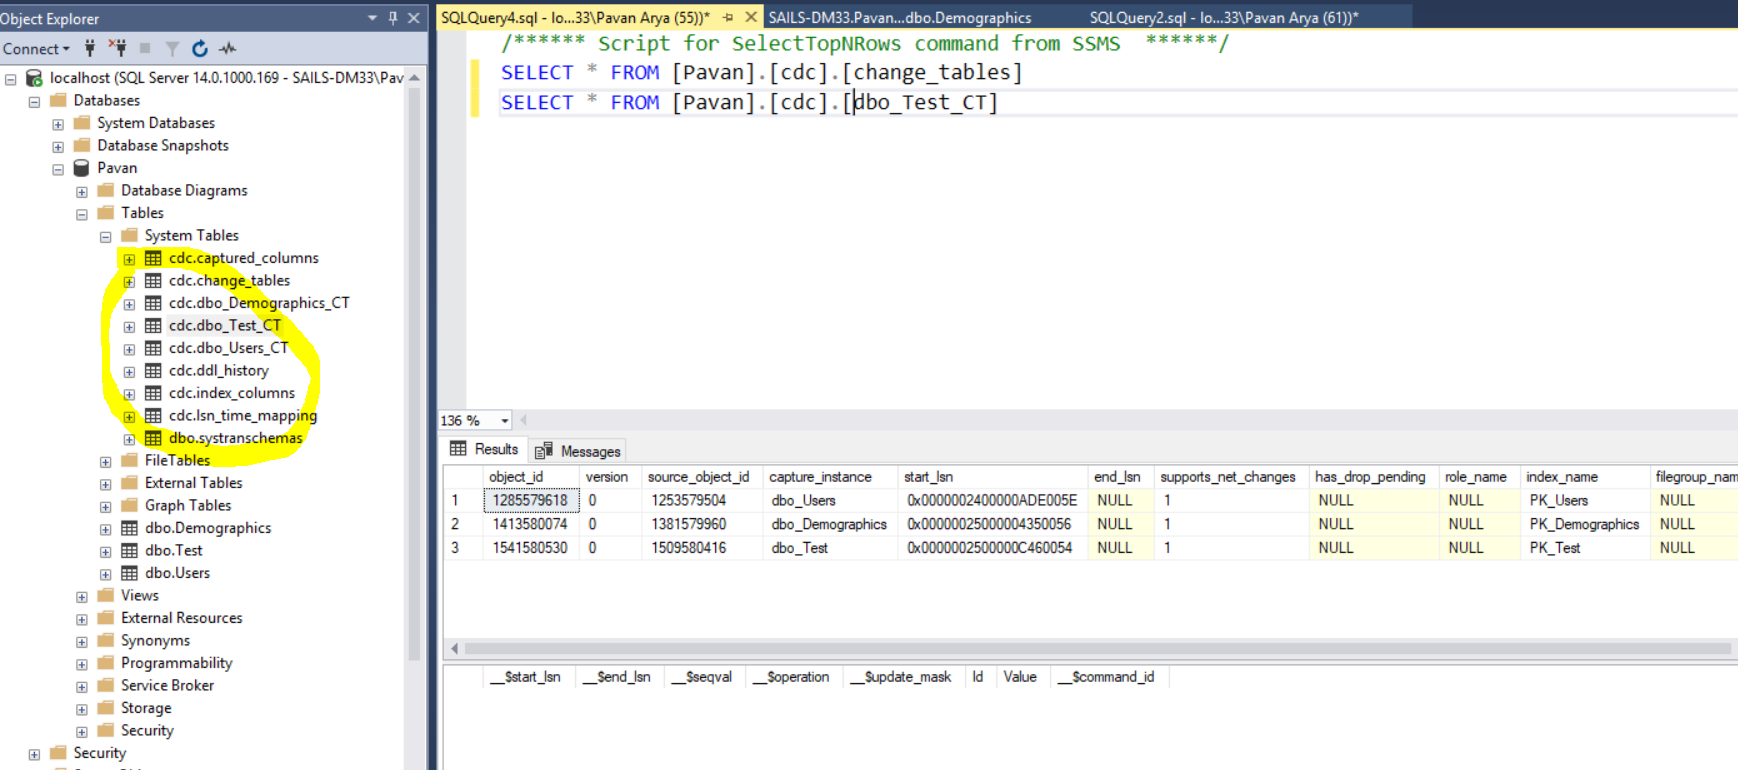 Object Explorer
Connect
localhost (SQL Server 14.0.1000.169 - SAILS-DM33\Pav
Databases
System Databases
Database Snapshots
Pavan
Database Diagrams
Tables
System Tables
cdc.captured_columns
cdc.change_tables
cdc.dbo_Demographics_CT
cdc.dbo_Test_CT
cdc.dbo_Users_CT
cdc.ddl_history
cdc.index_columns
cdc.lsn_time_mapping
dbo.systranschemas
FileTables
External Tables
Graph Tables
dbo.Demographics
dbo.Test
dbo.Users
Views
External Resources
Synonyms
Programmability
Service Broker
Storage
Security
Security
SQLQuery4.sql - lo...33\Pavan Arya (55))* SAILS-DM33.Pavan...dbo.Demographics SQLQuery2.sql - lo...33\Pavan Arya (61))*
/****** Script for SelectTopNRows command from SSMS ******/
SELECT * FROM [Pavan].[cdc].[change_tables]
SELECT * FROM [Pavan].[cdc].[dbo_Test_CT]
136 %
Results Messages
object_id version source_object_id capture_instance start_lsn end_lsn supports_net_changes has_drop_pending role_name index_name filegroup_nam
1 1285579618 0 1253579504 dbo_Users 0x0000002400000ADE005E NULL 1 NULL NULL PK_Users NULL
2 1413580074 0 1381579960 dbo_Demographics 0x00000025000004350056 NULL 1 NULL NULL PK_Demographics NULL
3 1541580530 0 1509580416 dbo_Test 0x0000002500000C460054 NULL 1 NULL NULL PK_Test NULL
__$start_lsn __$end_lsn __$seqval __$operation __$update_mask Id Value __$command_id